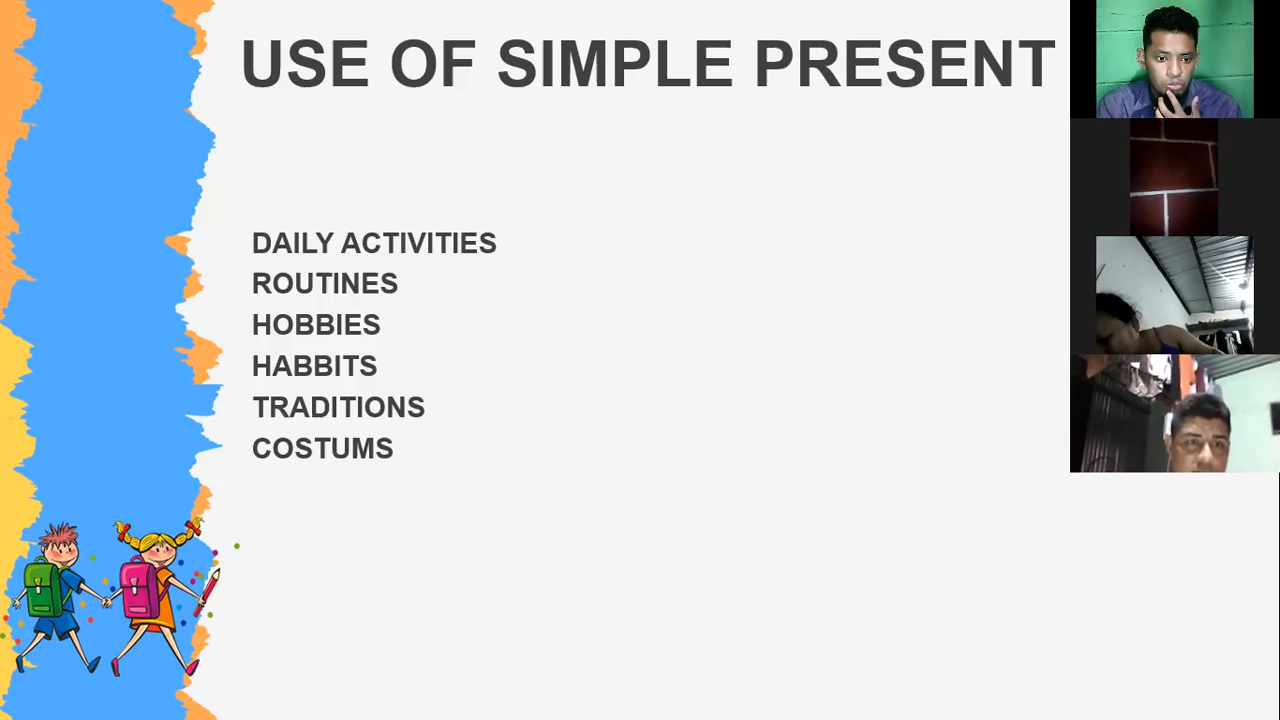 USE OF SIMPLE PRESENT
DAILY ACTIVITIES
ROUTINES
HOBBIES
HABBITS
TRADITIONS
COSTUMS